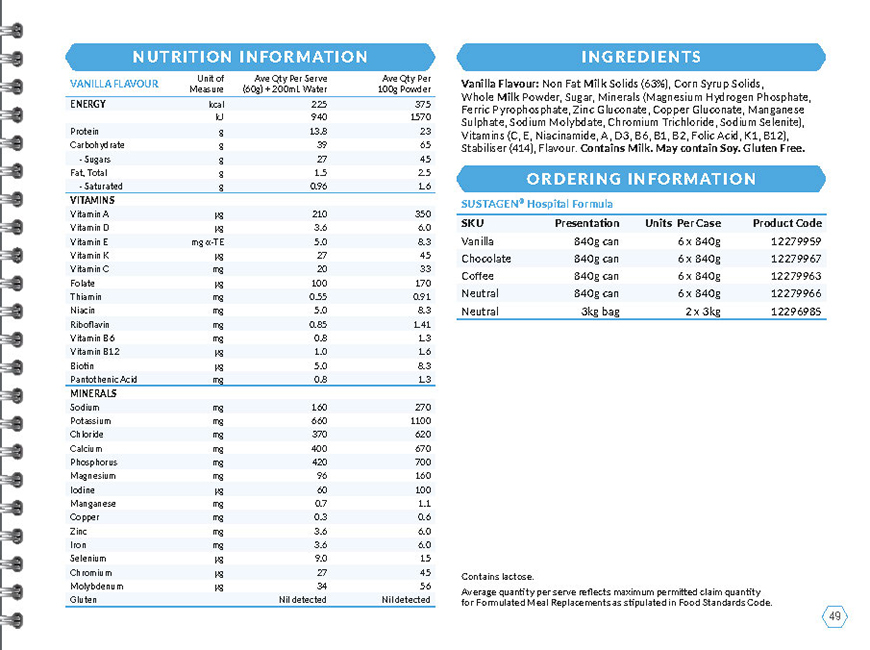 NUTRITION INFORMATION
VANILLA FLAVOUR Unit of Measure Ave Qty Per Serve (60g) + 200mL Water Ave Qty Per 100g Powder
ENERGY kcal 225 375
kJ 940 1570
Protein g 13.8 23
Carbohydrate g 39 65
- Sugars g 27 45
Fat, Total g 1.5 2.5
- Saturated g 0.96 1.6
VITAMINS
Vitamin A µg 210 350
Vitamin D µg 3.6 6.0
Vitamin E mg α-TE 5.0 8.3
Vitamin K µg 27 45
Vitamin C mg 20 33
Folate µg 100 170
Thiamin mg 0.55 0.91
Niacin mg 5.0 8.3
Riboflavin mg 0.85 1.41
Vitamin B6 mg 0.8 1.3
Vitamin B12 µg 1.0 1.6
Biotin µg 5.0 8.3
Pantothenic Acid mg 0.8 1.3
MINERALS
Sodium mg 160 270
Potassium mg 660 1100
Chloride mg 370 620
Calcium mg 400 670
Phosphorus mg 420 700
Magnesium mg 96 160
Iodine µg 60 100
Manganese mg 0.7 1.1
Copper mg 0.3 0.6
Zinc mg 3.6 6.0
Iron mg 3.6 6.0
Selenium µg 9.0 15
Chromium µg 27 45
Molybdenum µg 34 56
Gluten Nil detected Nil detected
INGREDIENTS
Vanilla Flavour: Non Fat Milk Solids (63%), Corn Syrup Solids,
Whole Milk Powder, Sugar, Minerals (Magnesium Hydrogen Phosphate,
Ferric Pyrophosphate, Zinc Gluconate, Copper Gluconate, Manganese
Sulphate, Sodium Molybdate, Chromium Trichloride, Sodium Selenite),
Vitamins (C, E, Niacinamide, A, D3, B6, B1, B2, Folic Acid, K1, B12),
Stabiliser (414), Flavour. Contains Milk. May contain Soy. Gluten Free.
ORDERING INFORMATION
SUSTAGEN® Hospital Formula
SKU Presentation Units Per Case Product Code
Vanilla 840g can 6 x 840g 12279959
Chocolate 840g can 6 x 840g 12279967
Coffee 840g can 6 x 840g 12279963
Neutral 840g can 6 x 840g 12279966
Neutral 3kg bag 2 x 3kg 12296985
Contains lactose.
Average quantity per serve reflects maximum permitted claim quantity
for Formulated Meal Replacements as stipulated in Food Standards Code.
49